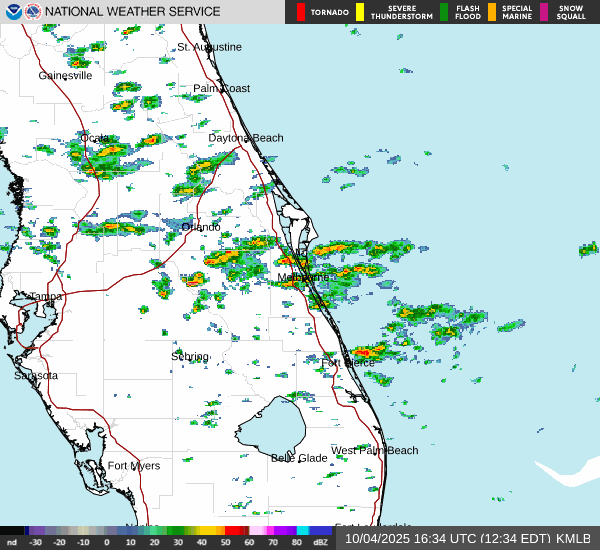 NATIONAL WEATHER SERVICE
TORNADO
SEVERE
THUNDERSTORM
FLASH
FLOOD
SPECIAL
MARINE
SNOW
SQUALL
St. Augustine
Gainesville
Palm Coast
Ocala
Daytona Beach
Orlando
Melbourne
Tampa
Sebring
Fort Pierce
Sarasota
West Palm Beach
Belle Glade
Fort Myers
Fort Lauderdale
nd -30 -20 -10 0 10 20 30 40 50 60 70 80 dBZ
10/04/2025 16:34 UTC (12:34 EDT) KMLB